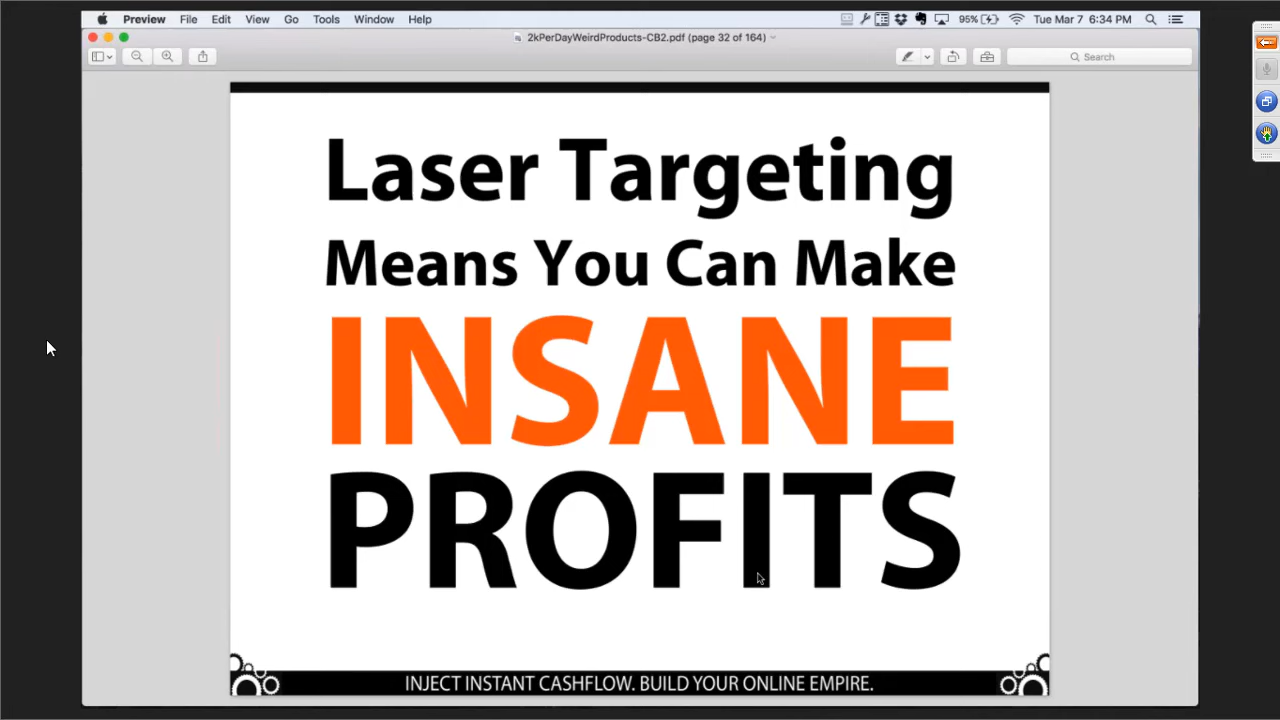 Preview File Edit View Go Tools Window Help 95% Tue Mar 7 6:34 PM
2kPerDayWeirdProducts-CB2.pdf (page 32 of 164)
Search
Laser Targeting
Means You Can Make
INSANE
PROFITS
INJECT INSTANT CASHFLOW. BUILD YOUR ONLINE EMPIRE.